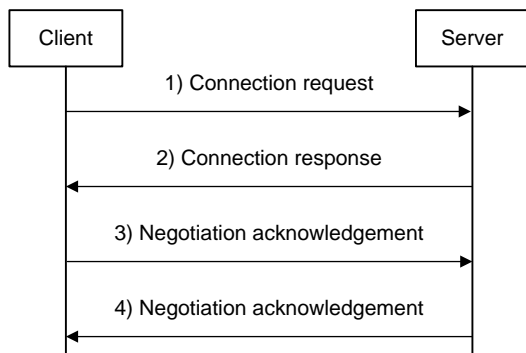 Client
Server
1) Connection request
2) Connection response
3) Negotiation acknowledgement
4) Negotiation acknowledgement